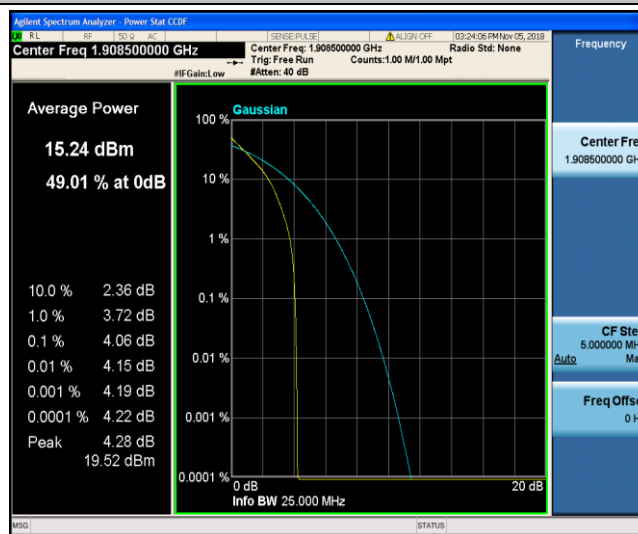 Agilent Spectrum Analyzer - Power Stat CCDF
RL RF 50 Ω AC SENSE:PULSE ALIGN OFF 03:24:06 PM Nov 05, 2018
Center Freq 1.908500000 GHz
Center Freq: 1.908500000 GHz
Radio Std: None
Trig: Free Run
Counts:1.00 M/1.00 Mpt
#IFGain:Low
#Atten: 40 dB
Frequency
Average Power
15.24 dBm
49.01 % at 0dB
10.0 % 2.36 dB
1.0 % 3.72 dB
0.1 % 4.06 dB
0.01 % 4.15 dB
0.001 % 4.19 dB
0.0001 % 4.22 dB
Peak 4.28 dB
19.52 dBm
Gaussian
100 %
10 %
1 %
0.1 %
0.01 %
0.001 %
0.0001 %
0 dB
20 dB
Info BW 25.000 MHz
Center Fre
1.908500000 GH
CF Ste
5.000000 MH
Auto Ma
Freq Offs
0 H
MSG
STATUS